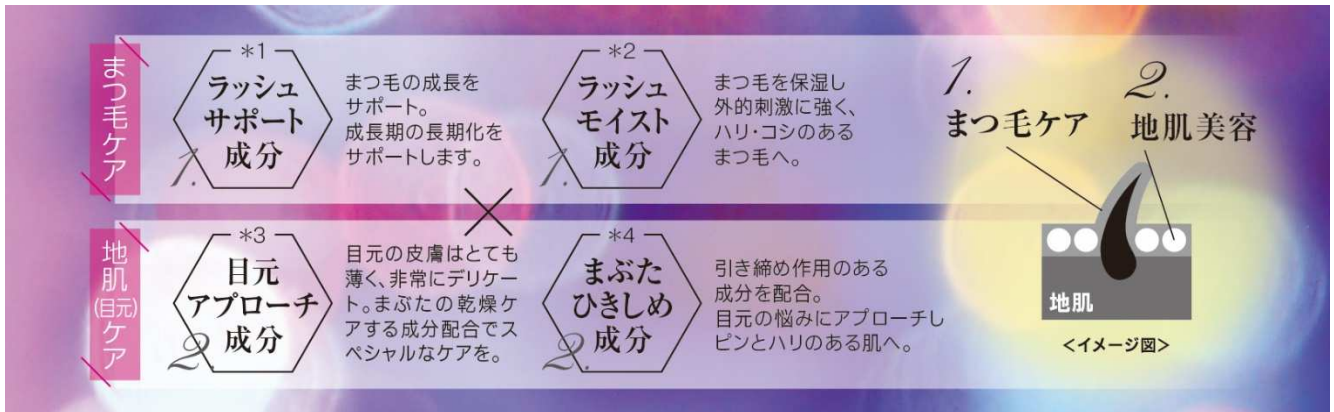 まつ毛ケア
*1
ラッシュ
サポート
成分
1.
まつ毛の成長を
サポート。
成長期の長期化を
サポートします。
*2
ラッシュ
モイスト
成分
1.
まつ毛を保湿し
外的刺激に強く、
ハリ・コシのある
まつ毛へ。
×
地肌(目元)ケア
*3
目元
アプローチ
成分
2.
目元の皮膚はとても
薄く、非常にデリケー
ト。まぶたの乾燥ケ
アする成分配合でス
ペシャルなケアを。
*4
まぶた
ひきしめ
成分
2.
引き締め作用のある
成分を配合。
目元の悩みにアプローチし
ピンとハリのある肌へ。
1.
まつ毛ケア
2.
地肌美容
地肌
<イメージ図>